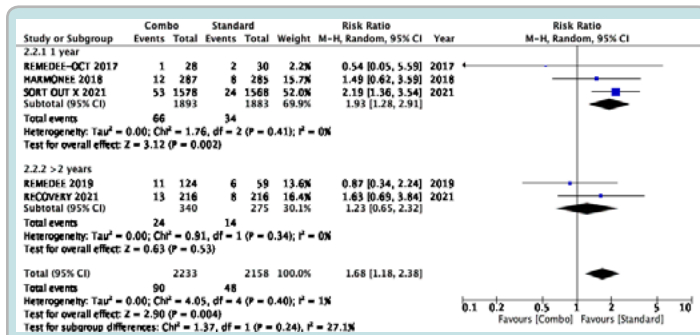 Combo Standard Risk Ratio Risk Ratio
Study or Subgroup Events Total Events Total Weight M-H, Random, 95% CI Year M-H, Random, 95% CI
2.2.1 1 year
REMEDEE-OCT 2017 1 28 2 30 2.2% 0.54 [0.05, 5.59] 2017
HARMONEE 2018 12 287 8 285 15.7% 1.49 [0.62, 3.59] 2018
SORT OUT X 2021 53 1578 24 1568 52.0% 2.19 [1.36, 3.54] 2021
Subtotal (95% CI) 1893 1883 69.9% 1.93 [1.28, 2.91]
Total events 66 34
Heterogeneity: Tau² = 0.00; Chi² = 1.76, df = 2 (P = 0.41); I² = 0%
Test for overall effect: Z = 3.12 (P = 0.002)
2.2.2 >2 years
REMEDEE 2019 11 124 6 59 13.6% 0.87 [0.34, 2.24] 2019
RECOVERY 2021 13 216 8 216 16.4% 1.63 [0.69, 3.84] 2021
Subtotal (95% CI) 340 275 30.1% 1.23 [0.65, 2.32]
Total events 24 14
Heterogeneity: Tau² = 0.00; Chi² = 0.91, df = 1 (P = 0.34); I² = 0%
Test for overall effect: Z = 0.63 (P = 0.53)
Total (95% CI) 2233 2158 100.0% 1.68 [1.18, 2.38]
Total events 90 48
Heterogeneity: Tau² = 0.00; Chi² = 4.05, df = 4 (P = 0.40); I² = 1%
Test for overall effect: Z = 2.90 (P = 0.004)
Test for subgroup differences: Chi² = 1.37, df = 1 (P = 0.24), I² = 27.1%
0.1 0.2 0.5 1 2 5 10
Favours [Combo] Favours [Standard]